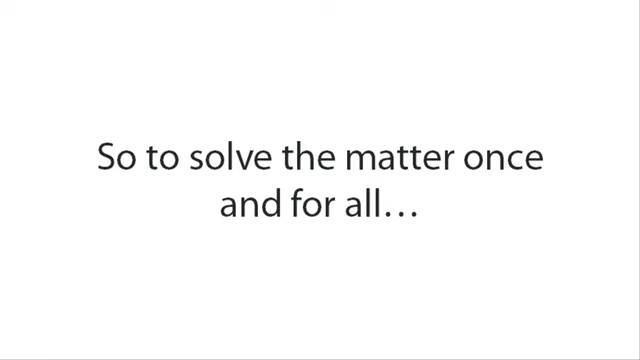 So to solve the matter once
and for all…